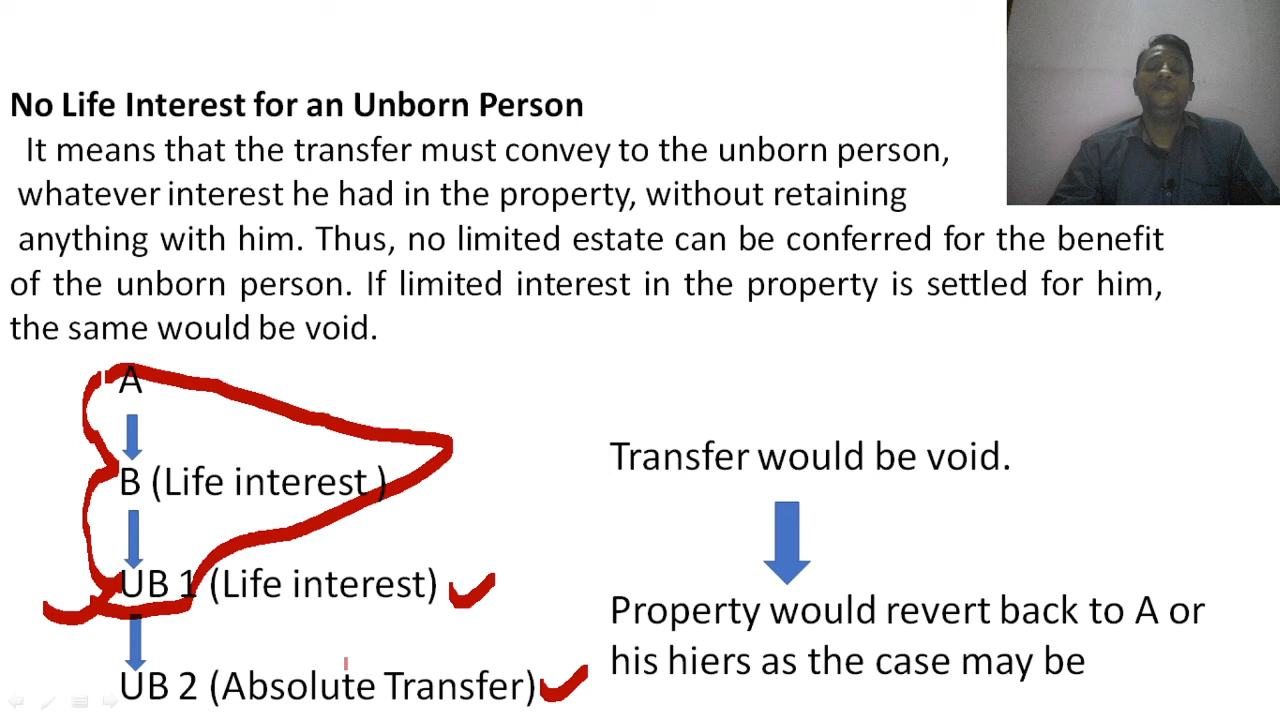 No Life Interest for an Unborn Person
It means that the transfer must convey to the unborn person,
whatever interest he had in the property, without retaining
anything with him. Thus, no limited estate can be conferred for the benefit
of the unborn person. If limited interest in the property is settled for him,
the same would be void.
A
B (Life interest )
UB 1 (Life interest)
UB 2 (Absolute Transfer)
Transfer would be void.
Property would revert back to A or
his hiers as the case may be